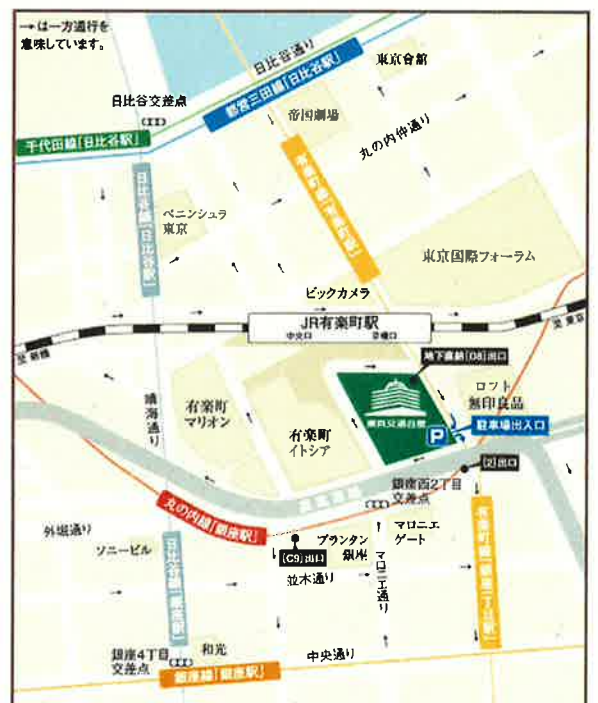 →は一方通行を
意味しています。
日比谷通り
東京會舘
都営三田線「日比谷駅」
日比谷交差点
帝国劇場
千代田線「日比谷駅」
丸の内仲通り
有楽町線「有楽町駅」
日比谷線「日比谷駅」
ペニンシュラ
東京
東京国際フォーラム
ビックカメラ
JR有楽町駅
中央口
京橋口
至 東京
至 新橋
地下直結[D8]出口
晴海通り
有楽町
マリオン
有楽町
イトシア
東京交通会館
ロフト
無印良品
P
駐車場出入口
[2]出口
銀座西2丁目
交差点
高速道路
丸の内線「銀座駅」
外堀通り
ソニービル
[C9]出口
プランタン
銀座
マロニエ
ゲート
並木通り
マロニエ通り
有楽町線「銀座一丁目駅」
日比谷線「銀座駅」
和光
銀座4丁目
交差点
中央通り
銀座線「銀座駅」